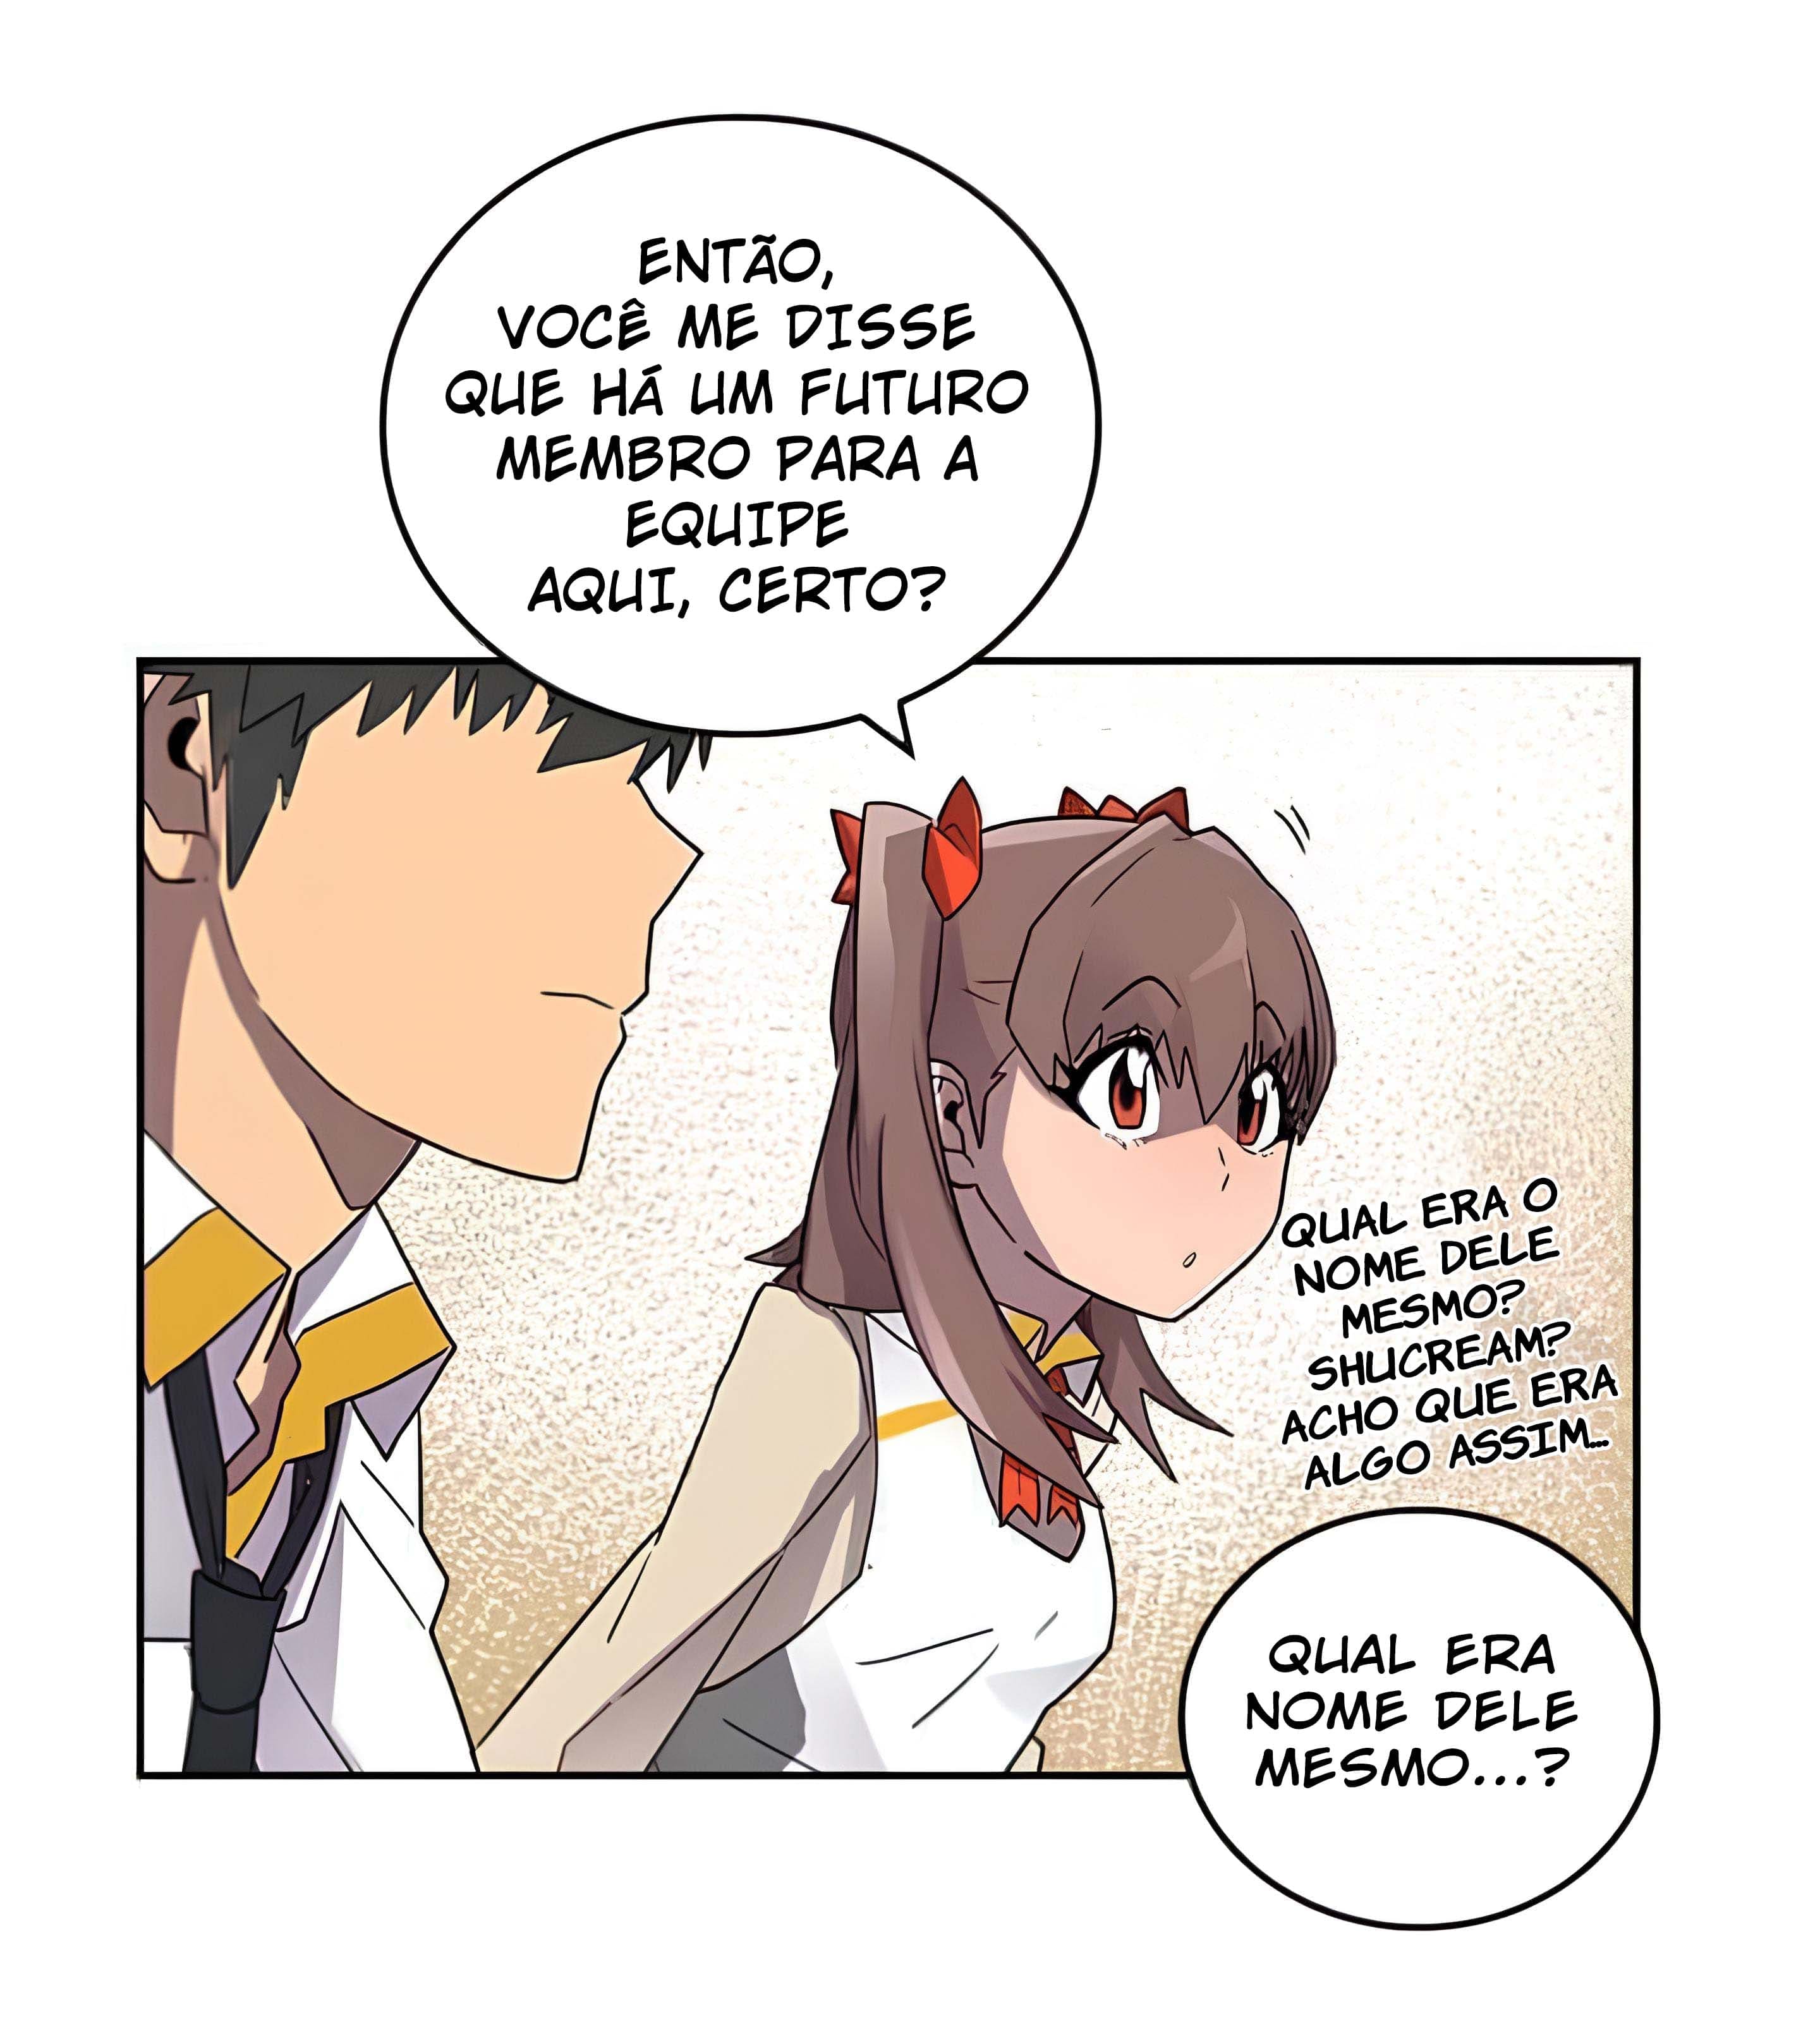 ENTÃO,
VOCÊ ME DISSE
QUE HÁ UM FUTURO
MEMBRO PARA A
EQUIPE
AQUI, CERTO?
QUAL ERA O
NOME DELE
MESMO?
SHUCREAM?
ACHO QUE ERA
ALGO ASSIM...
QUAL ERA
NOME DELE
MESMO...?